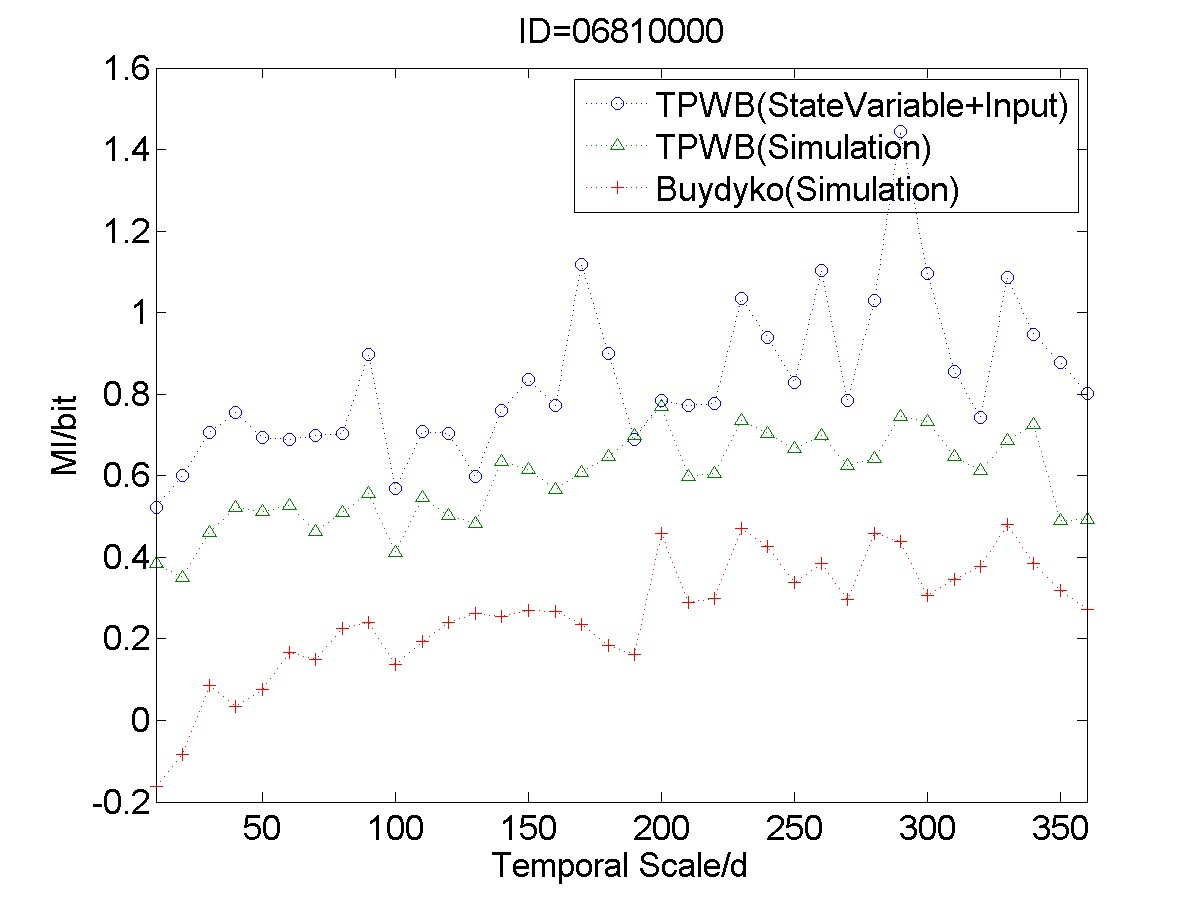 ID=06810000
1.6
1.4
1.2
1
0.8
0.6
0.4
0.2
0
-0.2
MI/bit
TPWB(StateVariable+Input)
TPWB(Simulation)
Buydyko(Simulation)
50 100 150 200 250 300 350
Temporal Scale/d